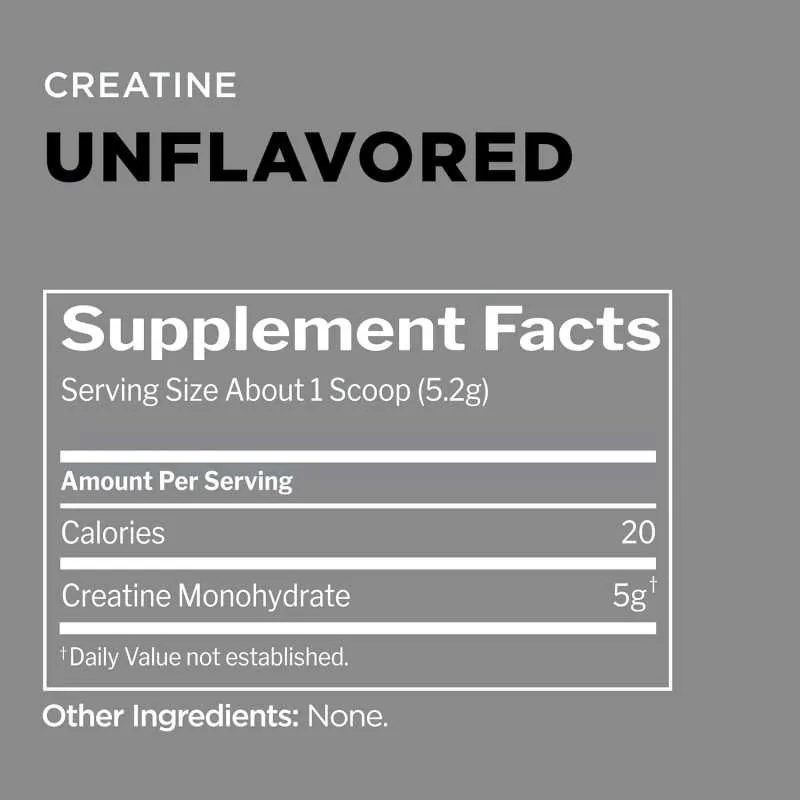 CREATINE
UNFLAVORED
Supplement Facts
Serving Size About 1 Scoop (5.2g)
Amount Per Serving
Calories 20
Creatine Monohydrate 5g†
†Daily Value not established.
Other Ingredients: None.